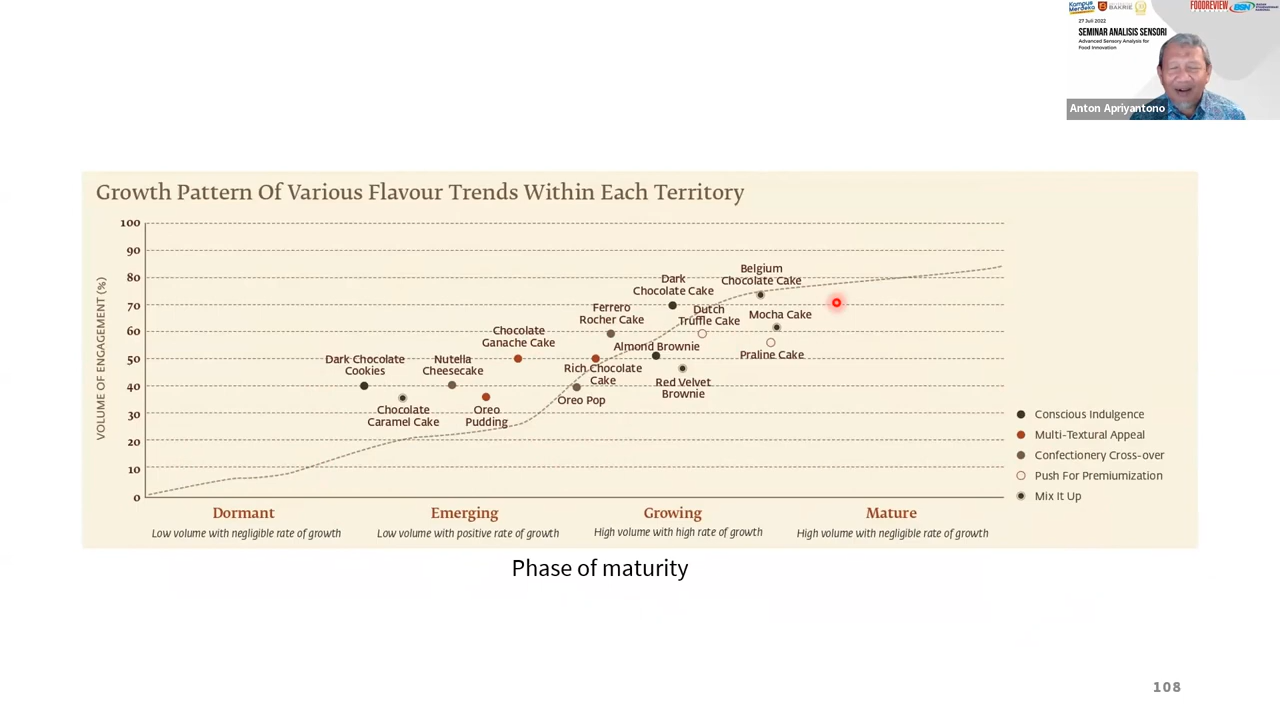 Kampus
Merdeka
BAKRIE
FOODREVIEW
BSN
27 Juli 2022
SEMINAR ANALISIS SENSORI
Advanced Sensory Analysis for
Food Innovation
Anton Apriyantono
Growth Pattern Of Various Flavour Trends Within Each Territory
VOLUME OF ENGAGEMENT (%)
100
90
80
70
60
50
40
30
20
10
0
Dark Chocolate
Cookies
Chocolate
Caramel Cake
Nutella
Cheesecake
Oreo
Pudding
Chocolate
Ganache Cake
Ferrero
Rocher Cake
Rich Chocolate
Cake
Oreo Pop
Dark
Chocolate Cake
Almond Brownie
Red Velvet
Brownie
Dutch
Truffle Cake
Belgium
Chocolate Cake
Mocha Cake
Praline Cake
Conscious Indulgence
Multi-Textural Appeal
Confectionery Cross-over
Push For Premiumization
Mix It Up
Dormant
Low volume with negligible rate of growth
Emerging
Low volume with positive rate of growth
Growing
High volume with high rate of growth
Mature
High volume with negligible rate of growth
Phase of maturity
108